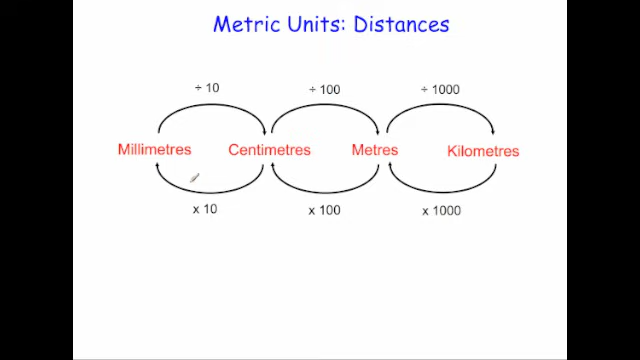 Metric Units: Distances
÷ 10 ÷ 100 ÷ 1000
Millimetres Centimetres Metres Kilometres
x 10 x 100 x 1000